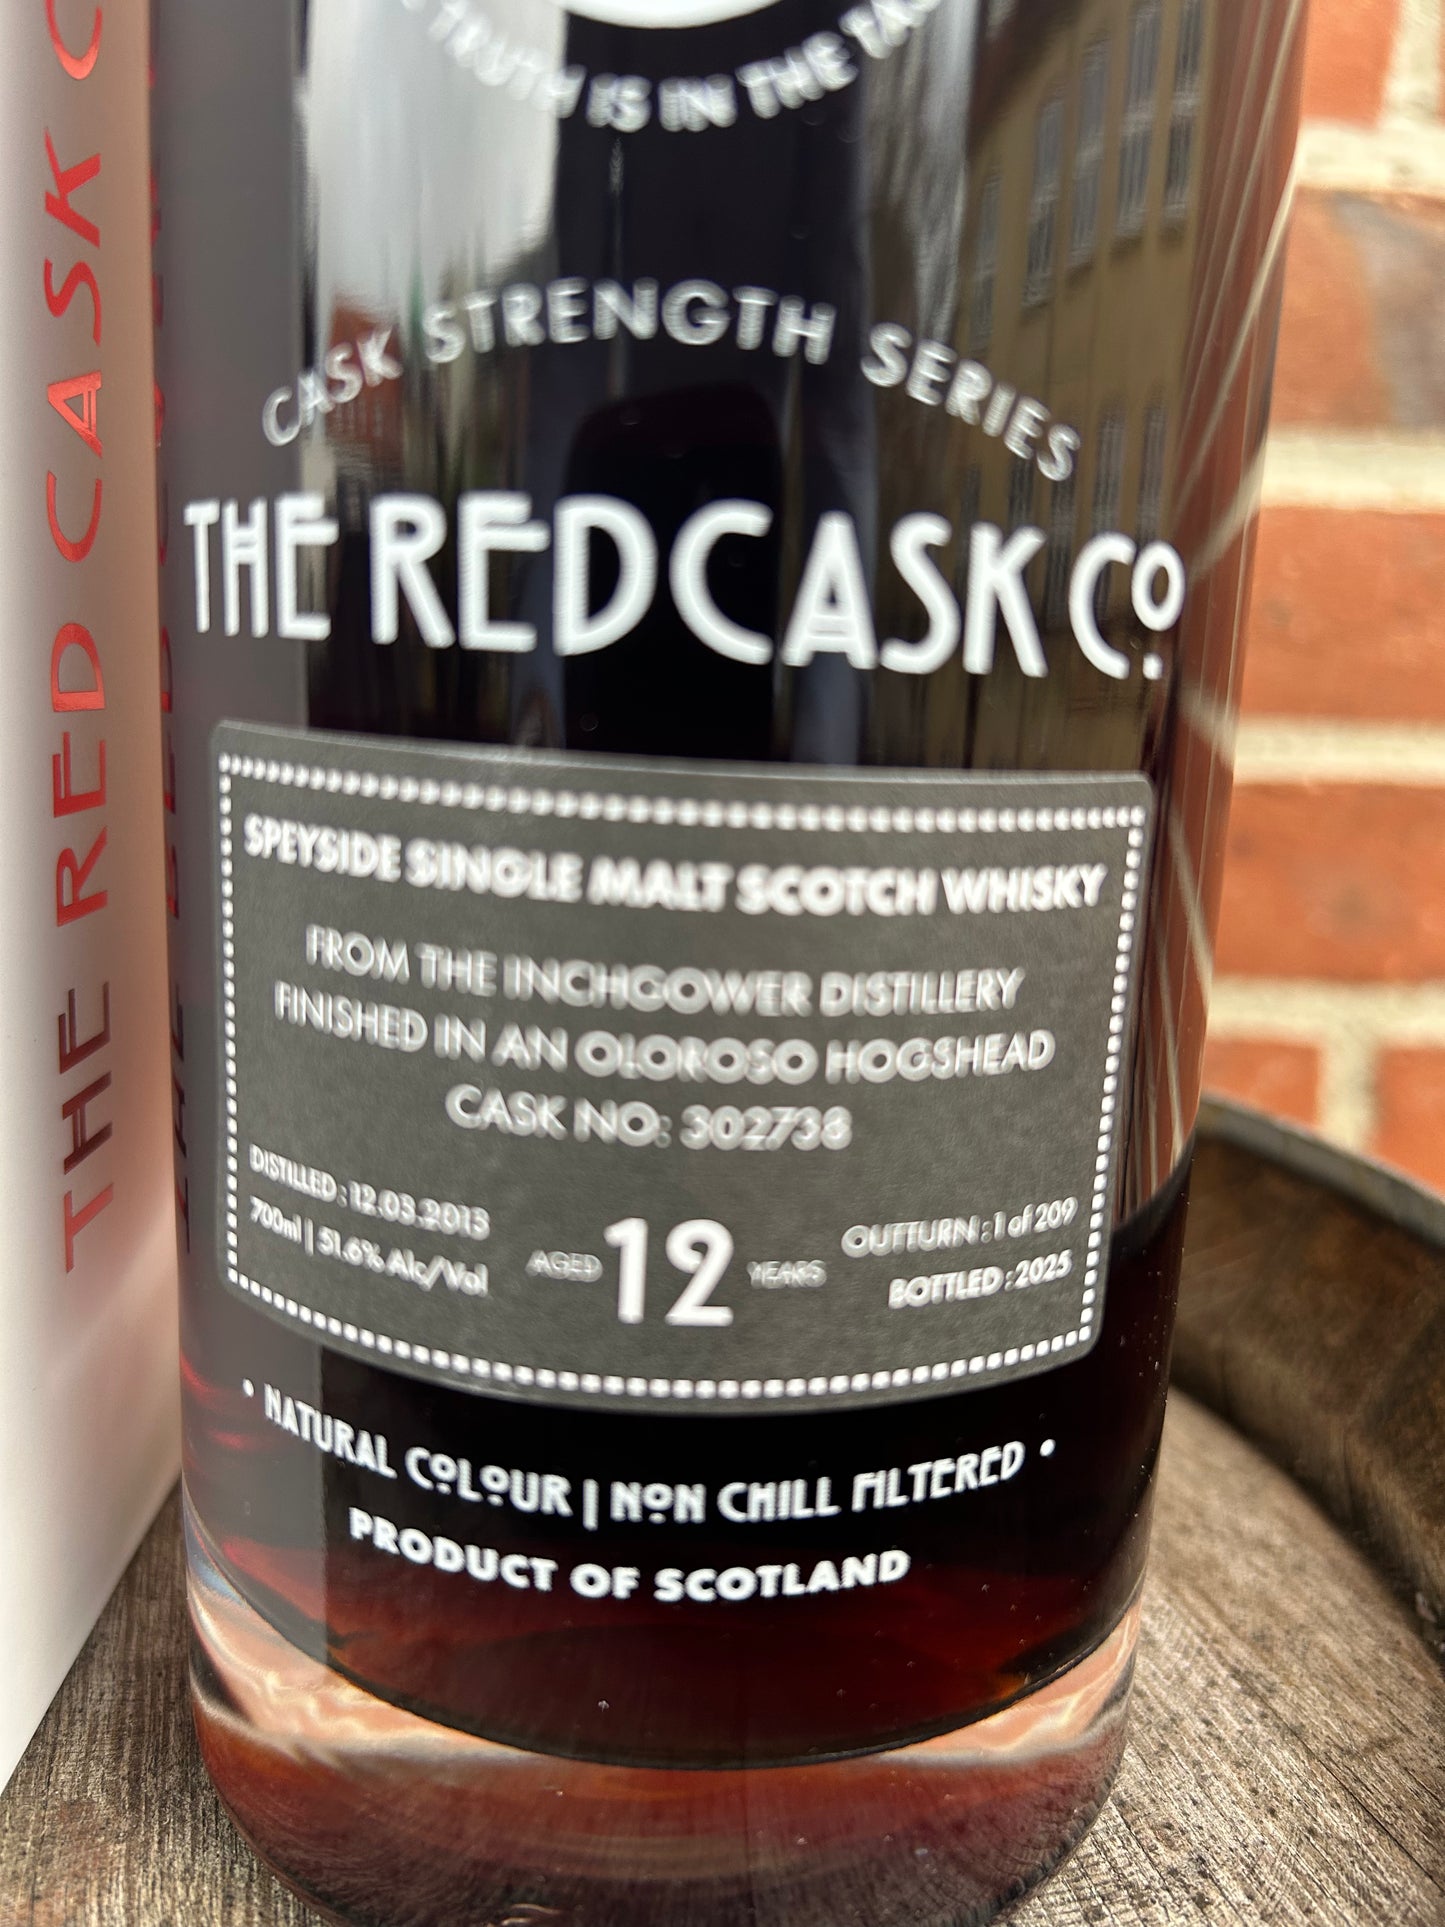 TRUTH IS IN THE
CASK STRENGTH SERIES
THE RED CASK Co.
SPEYSIDE SINGLE MALT SCOTCH WHISKY
FROM THE INCHGOWER DISTILLERY
FINISHED IN AN OLOROSO HOGSHEAD
CASK NO: 302738
DISTILLED : 12.03.2013
700ml | 51.6% Alc/Vol
AGED 12 YEARS
OUTTURN : 1 of 209
BOTTLED : 2025
• NATURAL COLOUR | NON CHILL FILTERED •
PRODUCT OF SCOTLAND
THE RED CASK